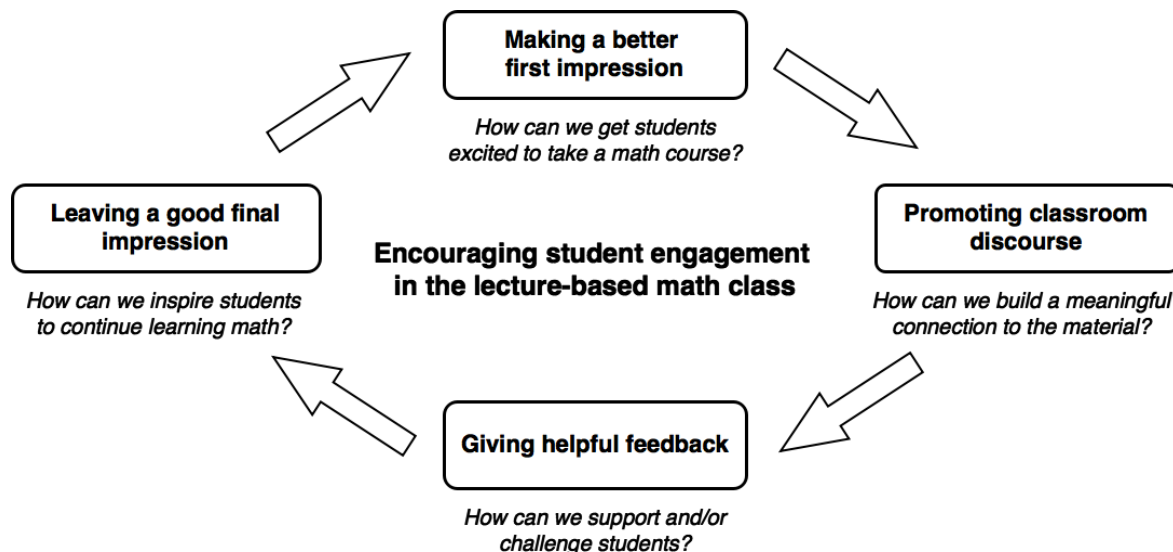 Making a better
first impression
How can we get students
excited to take a math course?
Leaving a good final
impression
How can we inspire students
to continue learning math?
Encouraging student engagement
in the lecture-based math class
Promoting classroom
discourse
How can we build a meaningful
connection to the material?
Giving helpful feedback
How can we support and/or
challenge students?